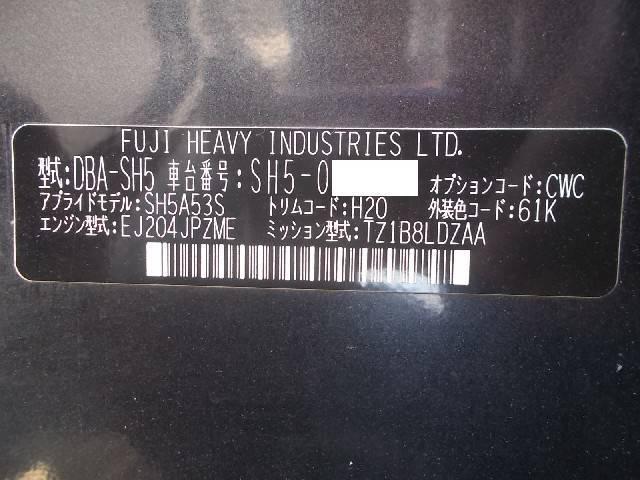 FUJI HEAVY INDUSTRIES LTD.
型式:DBA-SH5 車台番号:SH5-0 オプションコード:CWC
アプライドモデル:SH5A53S トリムコード:H20 外装色コード:61K
エンジン型式:EJ204JPZME ミッション型式:TZ1B8LDZAA